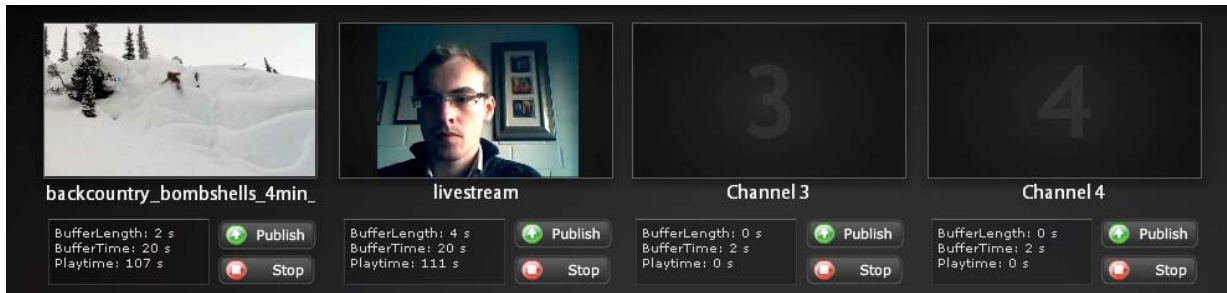 3
4
backcountry_bombshells_4min_
livestream
Channel 3
Channel 4
BufferLength: 2 s
BufferTime: 20 s
Playtime: 107 s
Publish
Stop
BufferLength: 4 s
BufferTime: 20 s
Playtime: 111 s
Publish
Stop
BufferLength: 0 s
BufferTime: 2 s
Playtime: 0 s
Publish
Stop
BufferLength: 0 s
BufferTime: 2 s
Playtime: 0 s
Publish
Stop